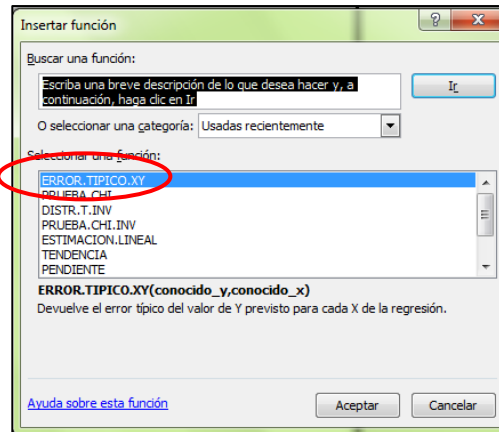 Insertar función
Buscar una función:
Escriba una breve descripción de lo que desea hacer y, a
continuación, haga clic en Ir
Ir
O seleccionar una categoría: Usadas recientemente
Seleccionar una función:
ERROR.TIPICO.XY
PRUEBA.CHI
DISTR.T.INV
PRUEBA.CHI.INV
ESTIMACION.LINEAL
TENDENCIA
PENDIENTE
ERROR.TIPICO.XY(conocido_y,conocido_x)
Devuelve el error típico del valor de Y previsto para cada X de la regresión.
Ayuda sobre esta función
Aceptar
Cancelar